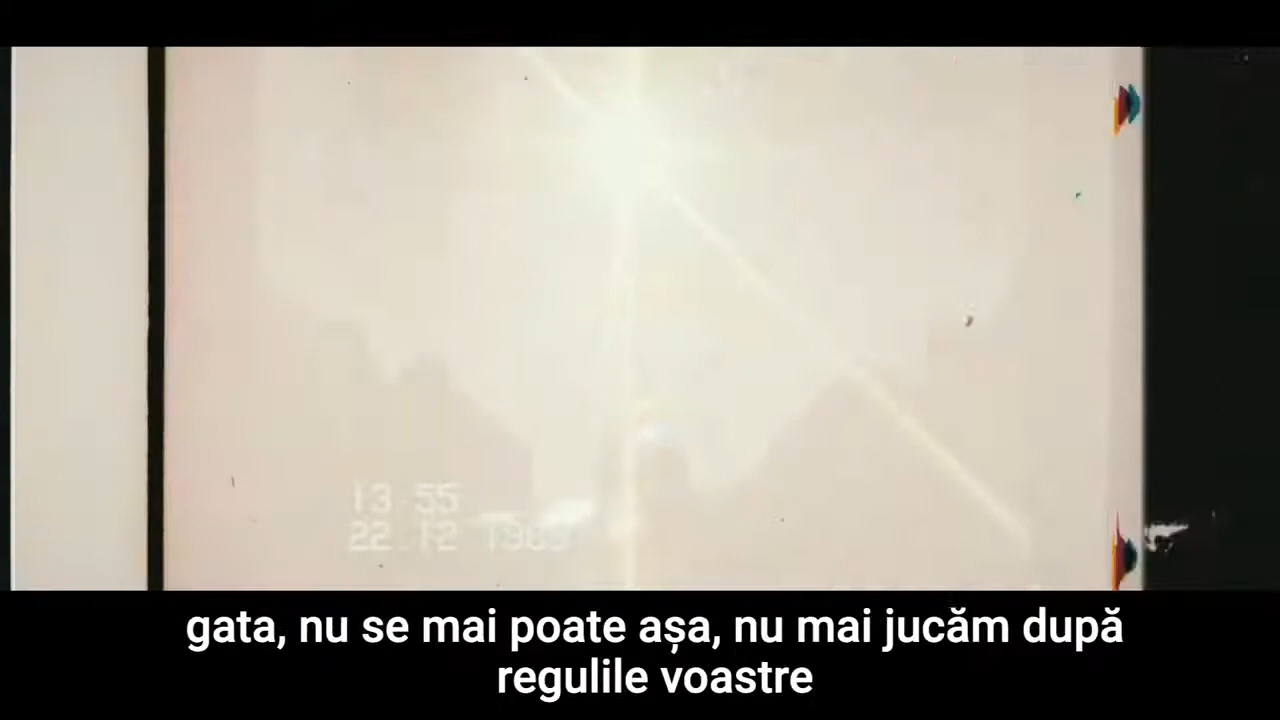 13 55
22.12
gata, nu se mai poate așa, nu mai jucăm după
regulile voastre